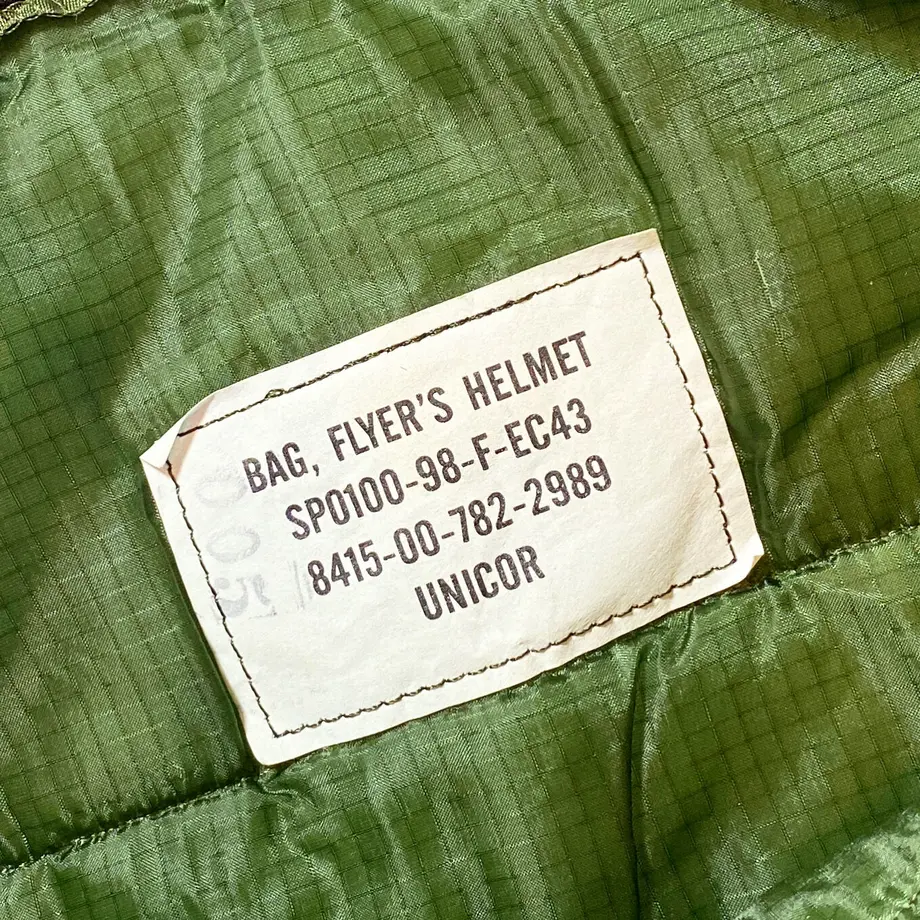 BAG, FLYER'S HELMET
SP0100-98-F-EC43
8415-00-782-2989
UNICOR